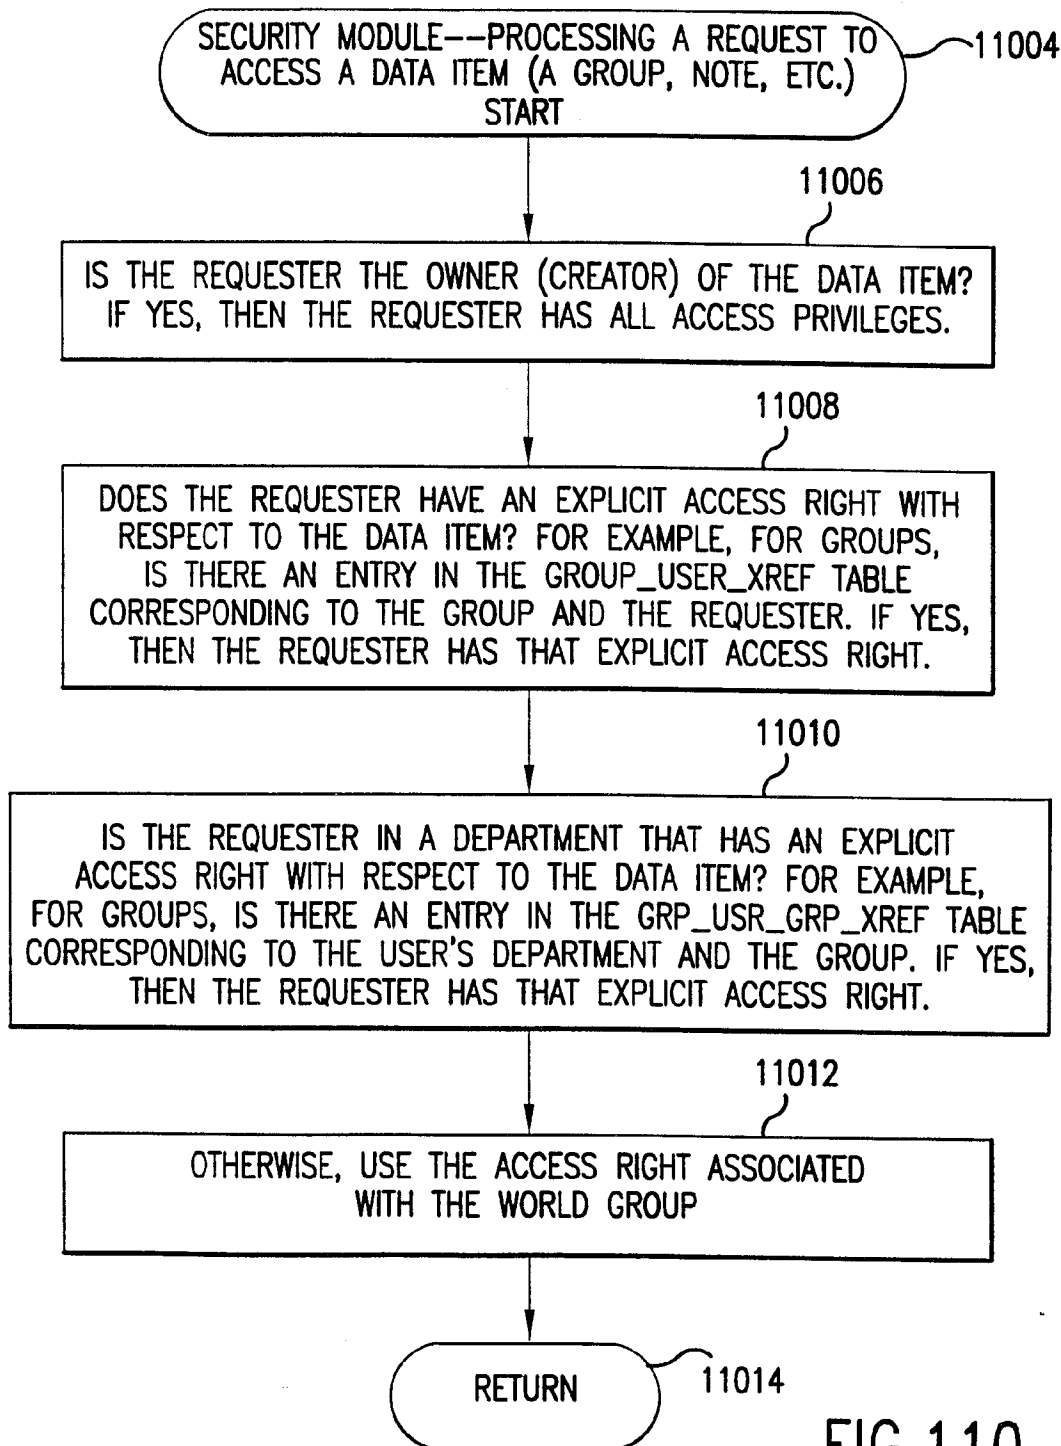 SECURITY MODULE--PROCESSING A REQUEST TO
ACCESS A DATA ITEM (A GROUP, NOTE, ETC.)
START
11004
11006
IS THE REQUESTER THE OWNER (CREATOR) OF THE DATA ITEM?
IF YES, THEN THE REQUESTER HAS ALL ACCESS PRIVILEGES.
11008
DOES THE REQUESTER HAVE AN EXPLICIT ACCESS RIGHT WITH
RESPECT TO THE DATA ITEM? FOR EXAMPLE, FOR GROUPS,
IS THERE AN ENTRY IN THE GROUP_USER_XREF TABLE
CORRESPONDING TO THE GROUP AND THE REQUESTER. IF YES,
THEN THE REQUESTER HAS THAT EXPLICIT ACCESS RIGHT.
11010
IS THE REQUESTER IN A DEPARTMENT THAT HAS AN EXPLICIT
ACCESS RIGHT WITH RESPECT TO THE DATA ITEM? FOR EXAMPLE,
FOR GROUPS, IS THERE AN ENTRY IN THE GRP_USR_GRP_XREF TABLE
CORRESPONDING TO THE USER'S DEPARTMENT AND THE GROUP. IF YES,
THEN THE REQUESTER HAS THAT EXPLICIT ACCESS RIGHT.
11012
OTHERWISE, USE THE ACCESS RIGHT ASSOCIATED
WITH THE WORLD GROUP
RETURN
11014
FIG. 110